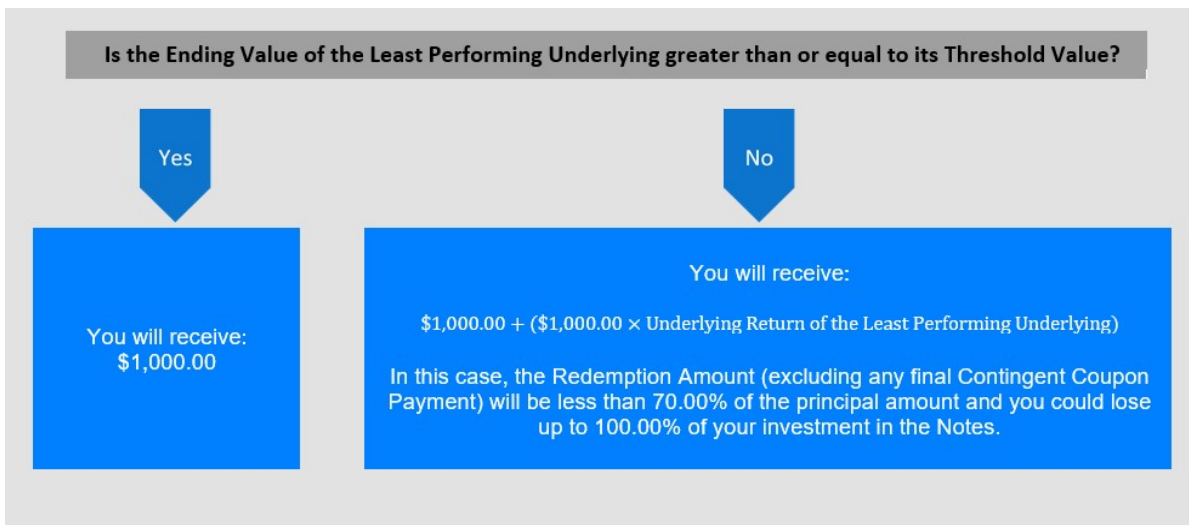 Is the Ending Value of the Least Performing Underlying greater than or equal to its Threshold Value?
Yes
No
You will receive:
$1,000.00
You will receive:
$1,000.00 + ($1,000.00 × Underlying Return of the Least Performing Underlying)
In this case, the Redemption Amount (excluding any final Contingent Coupon
Payment) will be less than 70.00% of the principal amount and you could lose
up to 100.00% of your investment in the Notes.